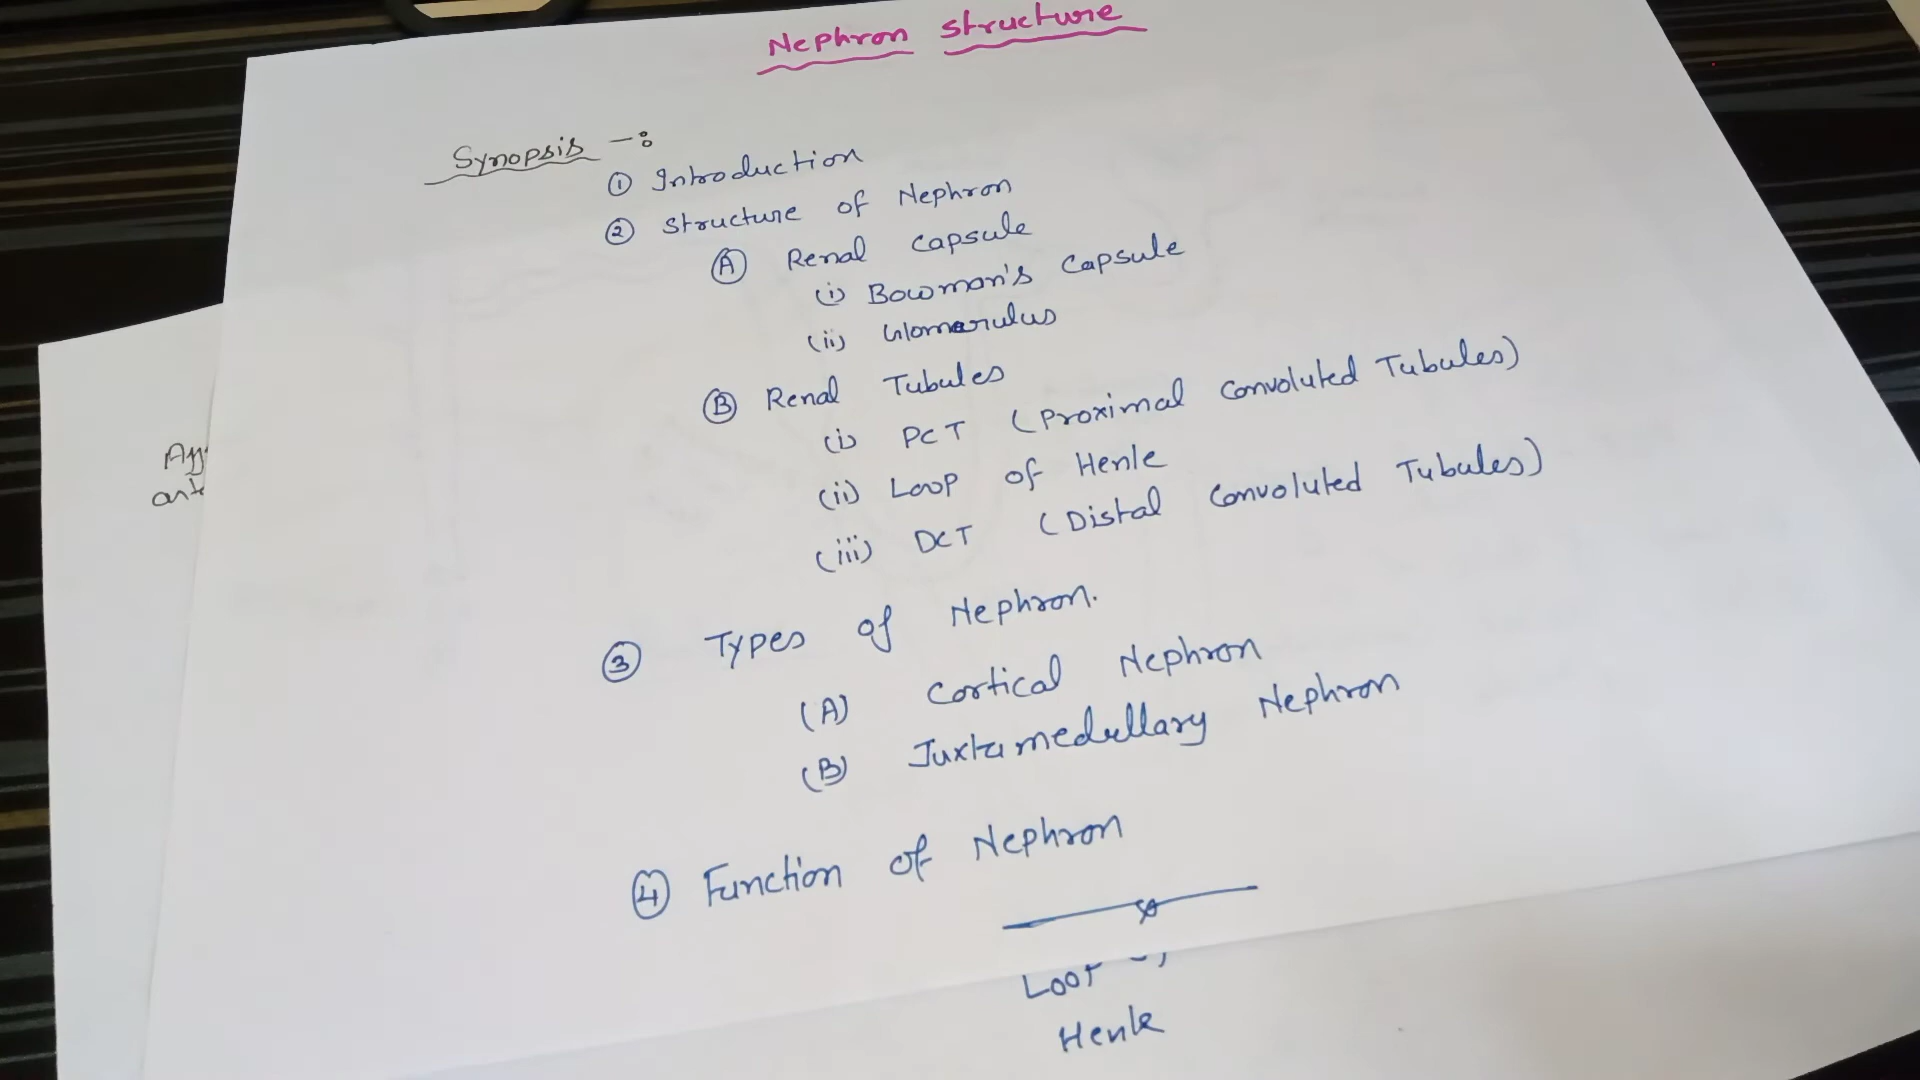 Nephron structure
Synopsis -:
① Introduction
② Structure of Nephron
Ⓐ Renal Capsule
(i) Bowman's Capsule
(ii) Glomerulus
Ⓑ Renal Tubules
(i) PCT (Proximal Convoluted Tubules)
(ii) Loop of Henle
(iii) DCT (Distal Convoluted Tubules)
③ Types of Nephron.
(A) Cortical Nephron
(B) Juxtamedullary Nephron
④ Function of Nephron
Henle